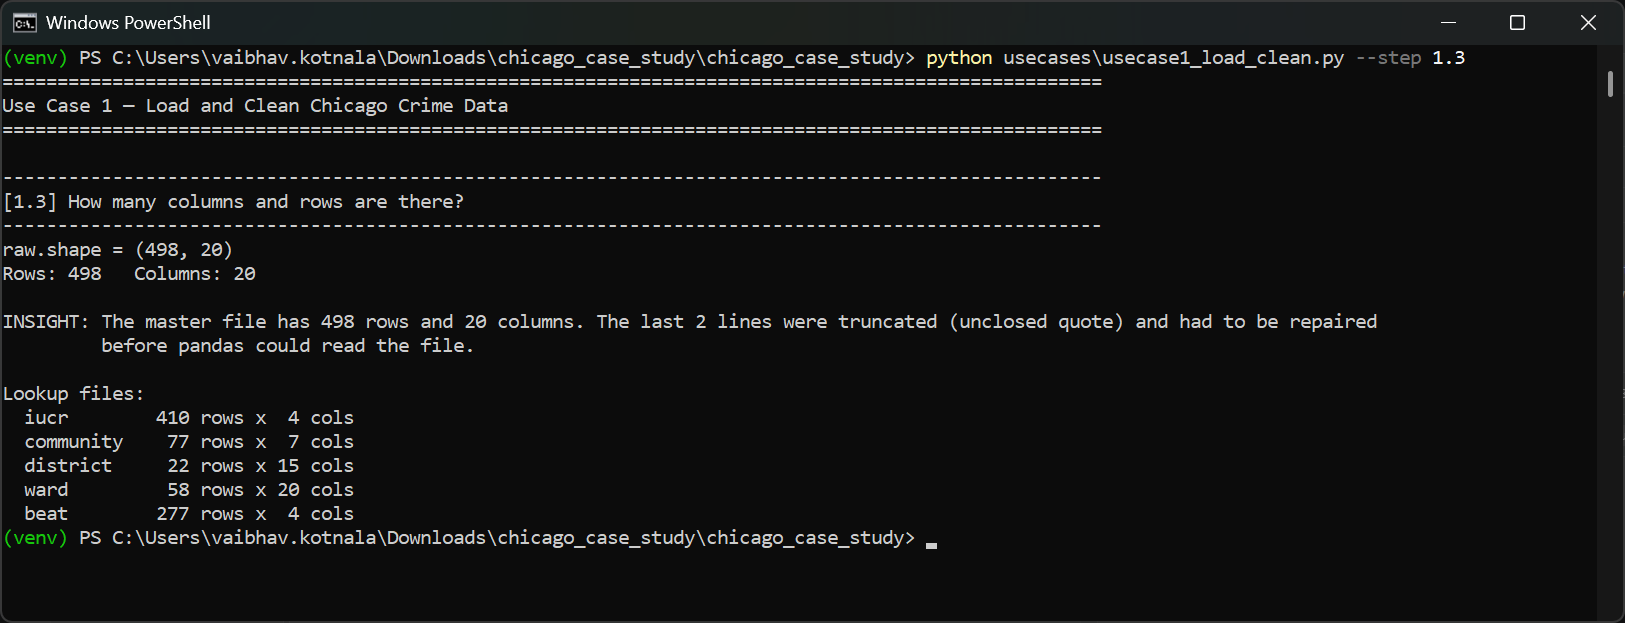 Windows PowerShell
(venv) PS C:\Users\vaibhav.kotnala\Downloads\chicago_case_study\chicago_case_study> python usecases\usecase1_load_clean.py --step 1.3
====================================================================================================
Use Case 1 — Load and Clean Chicago Crime Data
====================================================================================================
----------------------------------------------------------------------------------------------------
[1.3] How many columns and rows are there?
----------------------------------------------------------------------------------------------------
raw.shape = (498, 20)
Rows: 498   Columns: 20
INSIGHT: The master file has 498 rows and 20 columns. The last 2 lines were truncated (unclosed quote) and had to be repaired
         before pandas could read the file.
Lookup files:
  iucr        410 rows x  4 cols
  community    77 rows x  7 cols
  district     22 rows x 15 cols
  ward         58 rows x 20 cols
  beat        277 rows x  4 cols
(venv) PS C:\Users\vaibhav.kotnala\Downloads\chicago_case_study\chicago_case_study>